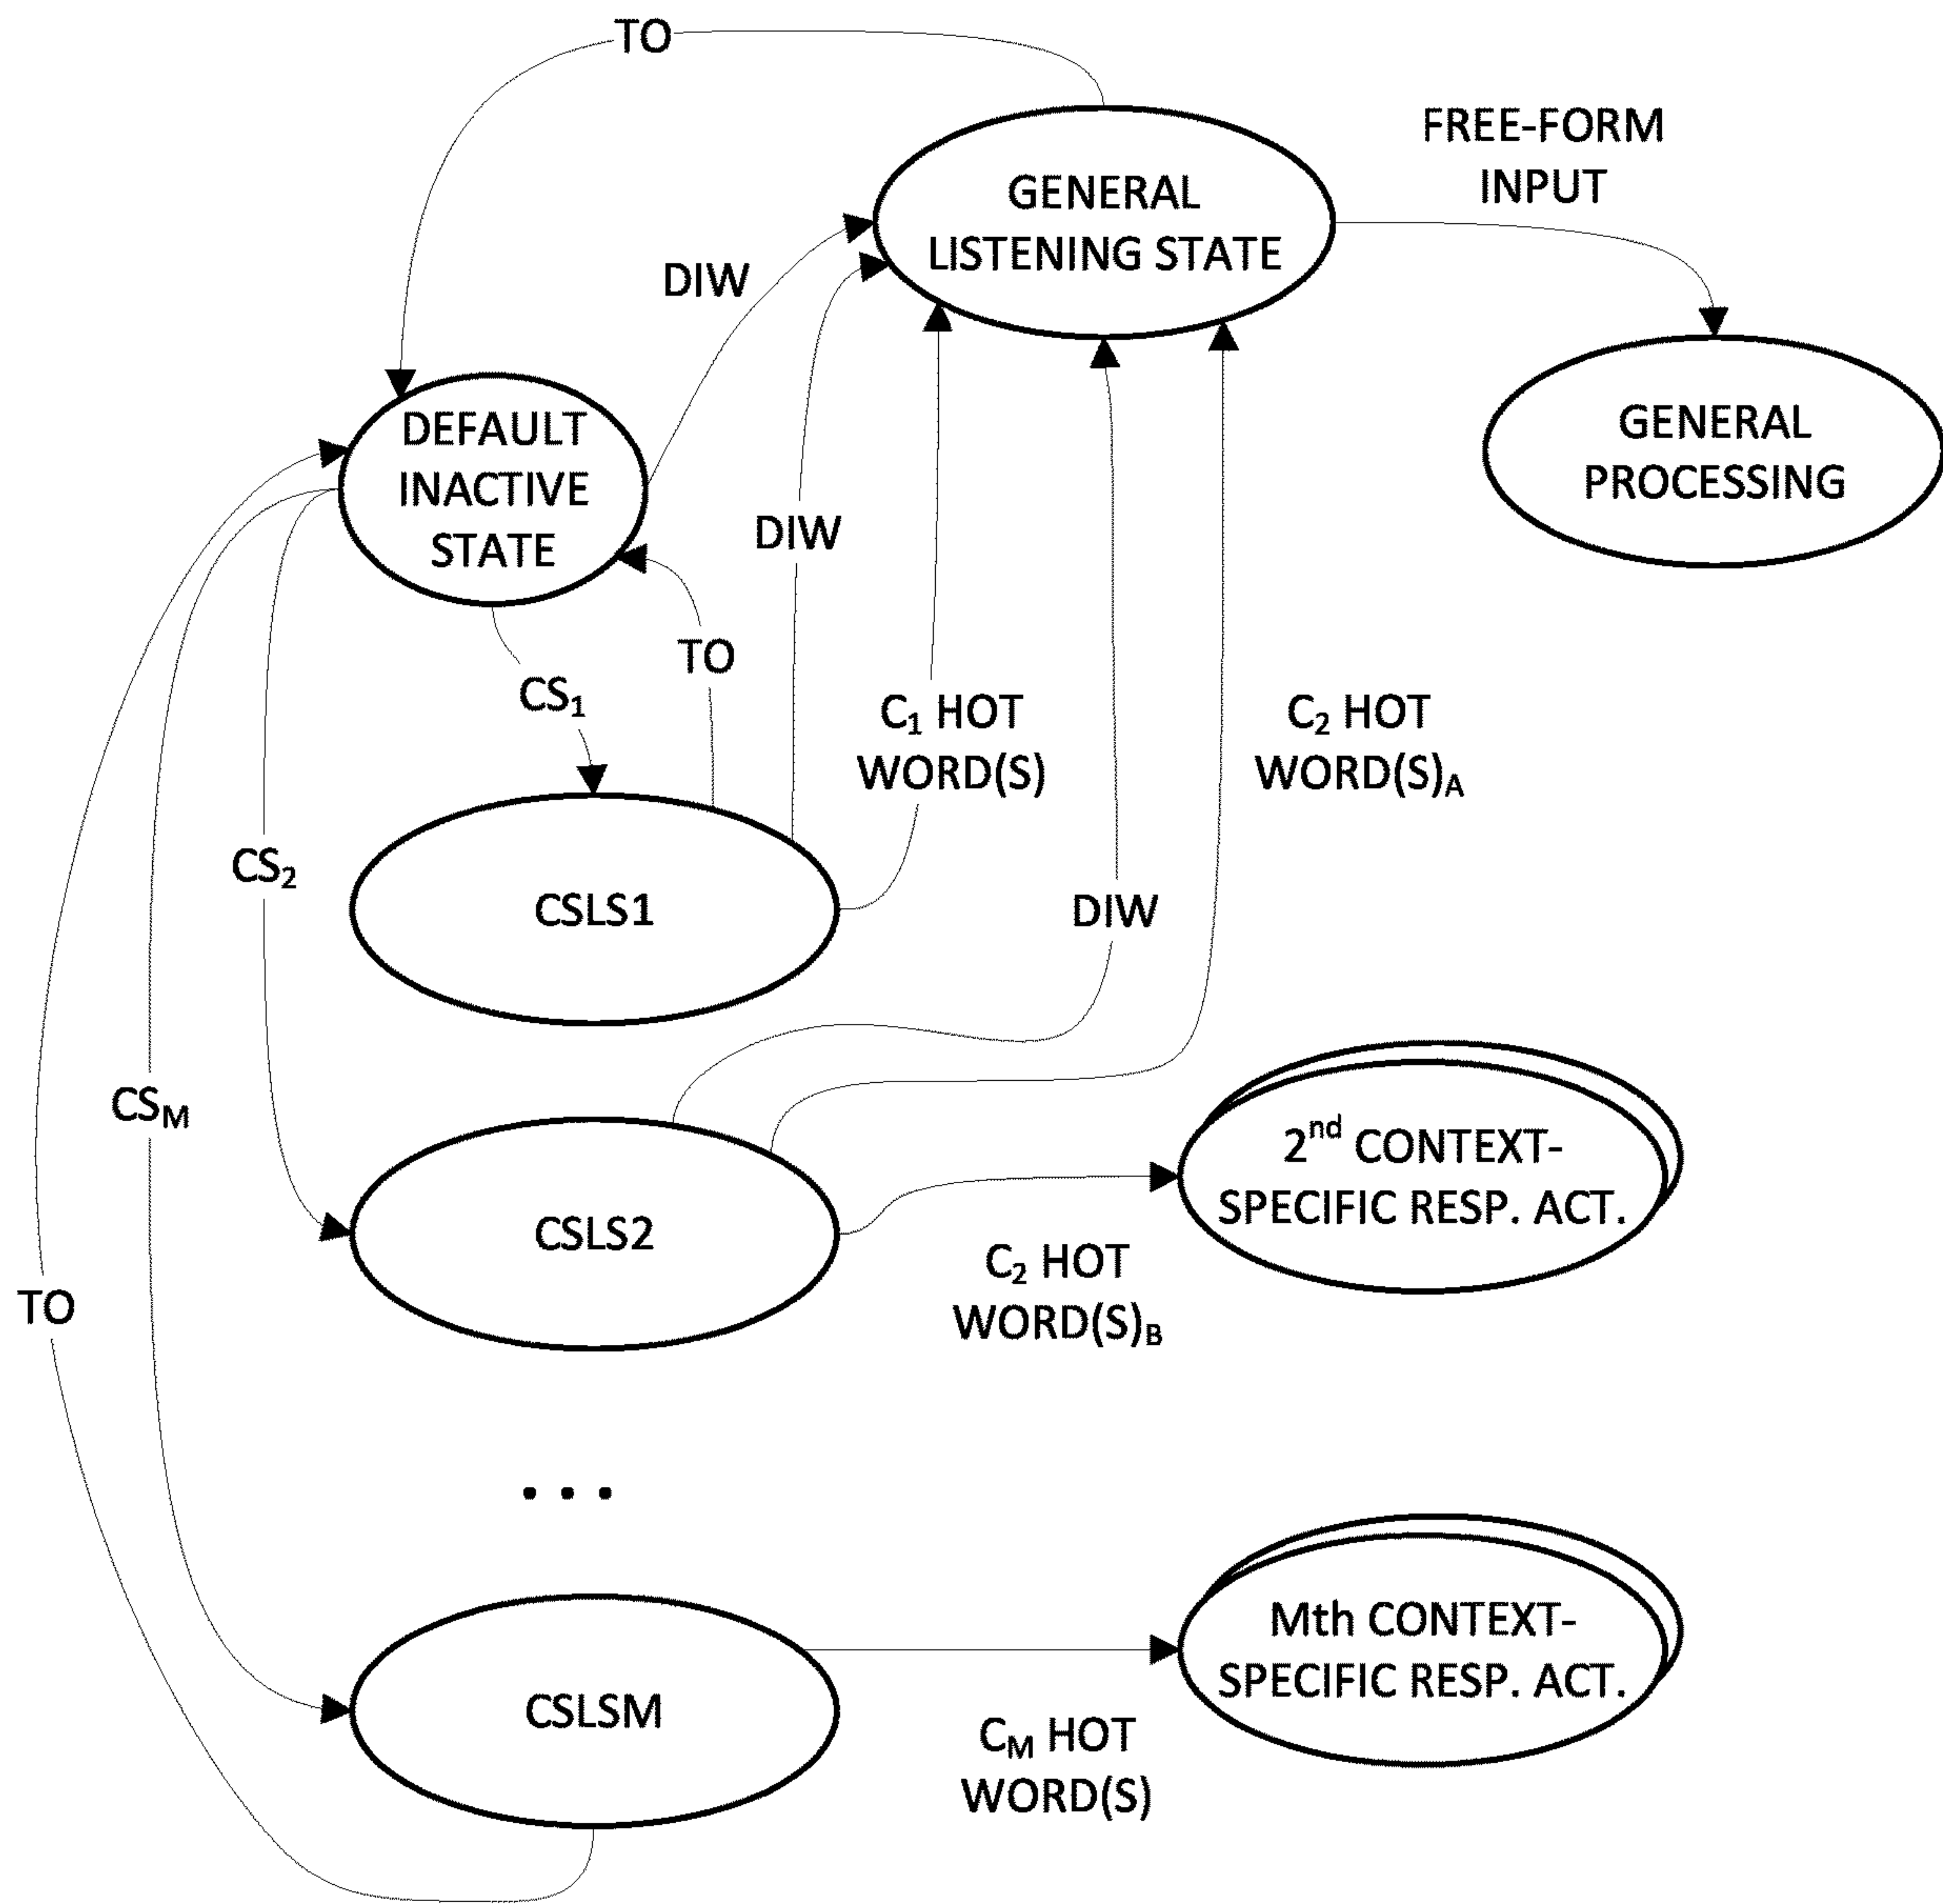 TO
FREE-FORM
INPUT
GENERAL
LISTENING STATE
DIW
DEFAULT
INACTIVE
STATE
GENERAL
PROCESSING
DIW
TO
CS₁
C₁ HOT
WORD(S)
C₂ HOT
WORD(S)A
CS₂
CSLS1
DIW
CSM
2nd CONTEXT-
SPECIFIC RESP. ACT.
CSLS2
C₂ HOT
WORD(S)B
TO
. . .
Mth CONTEXT-
SPECIFIC RESP. ACT.
CSLSM
CM HOT
WORD(S)